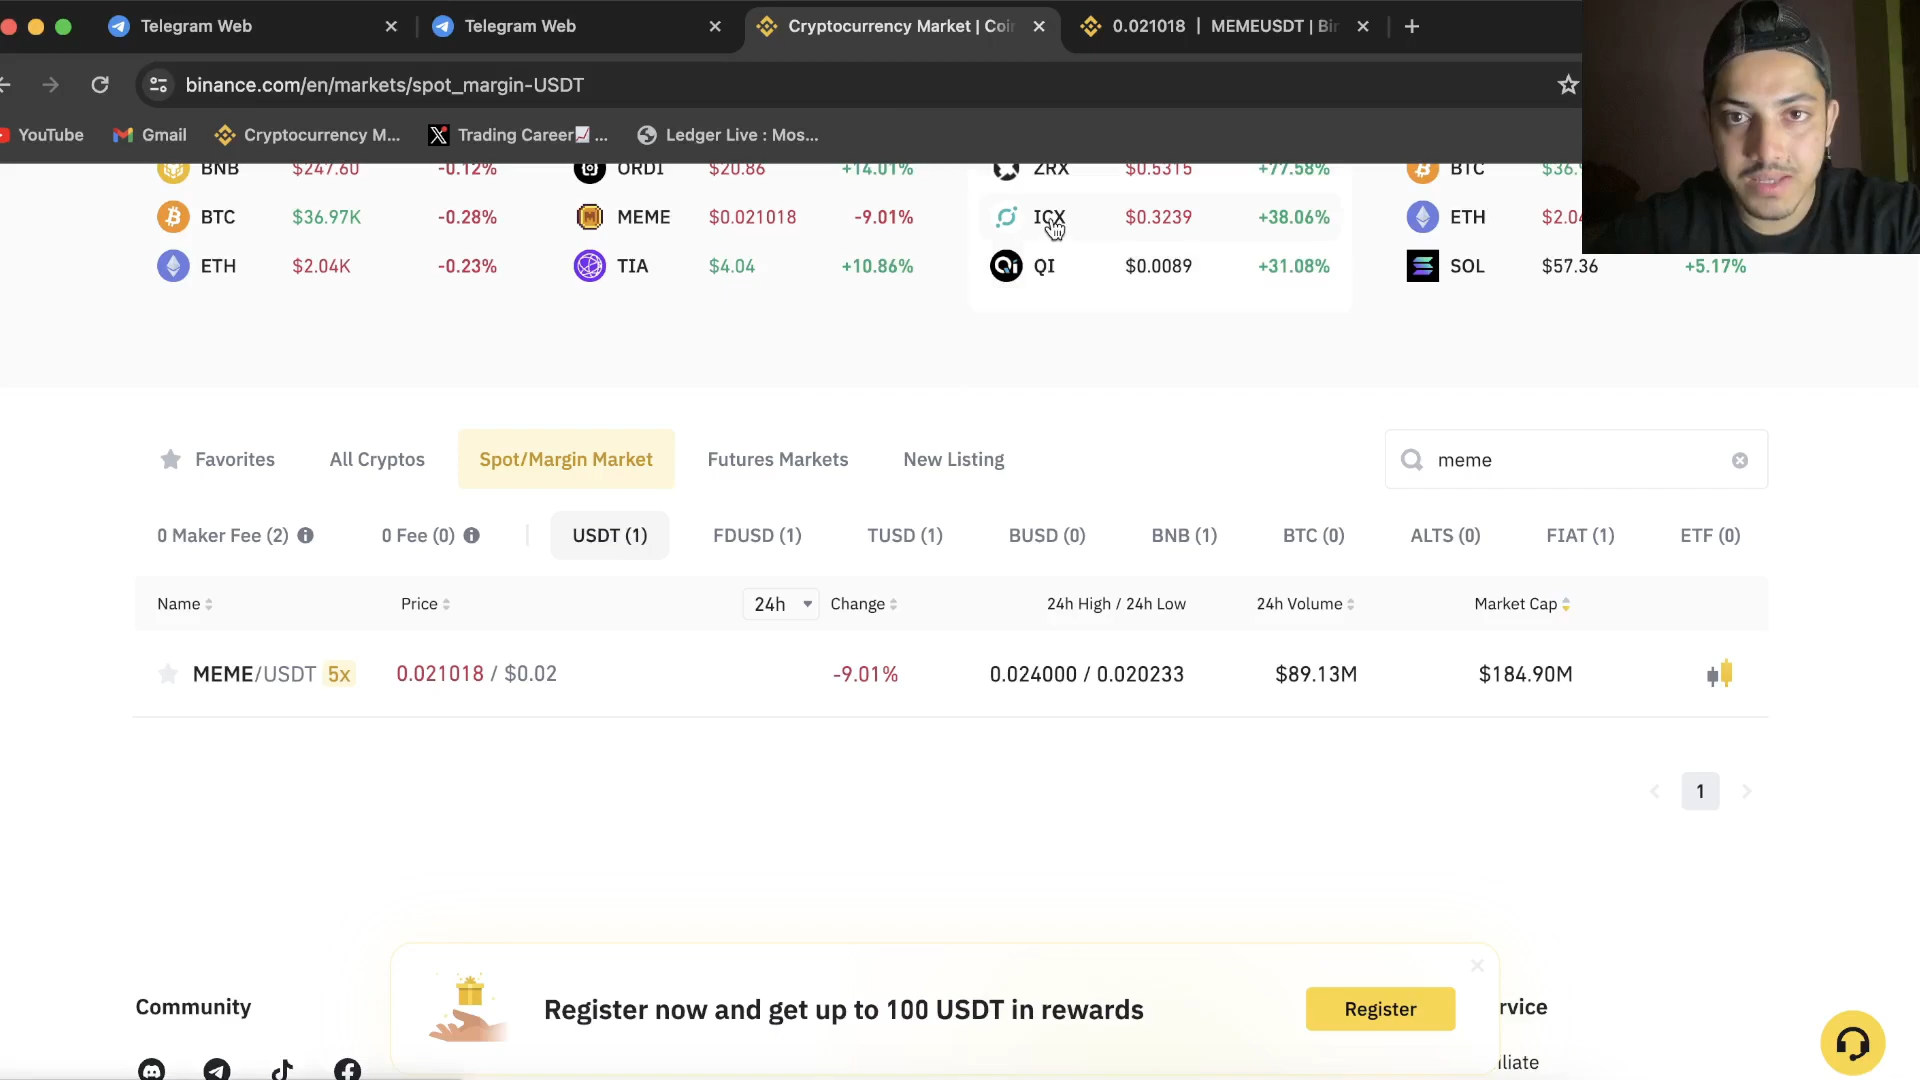 Telegram Web
Telegram Web
Cryptocurrency Market | Coi
0.021018 | MEMEUSDT | Bi
binance.com/en/markets/spot_margin-USDT
YouTube
Gmail
Cryptocurrency M...
Trading Career📈 ...
Ledger Live : Mos...
BNB $247.60 -0.12%
ORDI $20.86 +14.01%
ZRX $0.5315 +77.58%
BTC $36.9
BTC $36.97K -0.28%
MEME $0.021018 -9.01%
ICX $0.3239 +38.06%
ETH $2.04
ETH $2.04K -0.23%
TIA $4.04 +10.86%
QI $0.0089 +31.08%
SOL $57.36 +5.17%
Favorites All Cryptos Spot/Margin Market Futures Markets New Listing
meme
0 Maker Fee (2) 0 Fee (0) USDT (1) FDUSD (1) TUSD (1) BUSD (0) BNB (1) BTC (0) ALTS (0) FIAT (1) ETF (0)
Name Price 24h Change 24h High / 24h Low 24h Volume Market Cap
MEME/USDT 5x 0.021018 / $0.02 -9.01% 0.024000 / 0.020233 $89.13M $184.90M
1
Community
Register now and get up to 100 USDT in rewards
Register
rvice
iliate